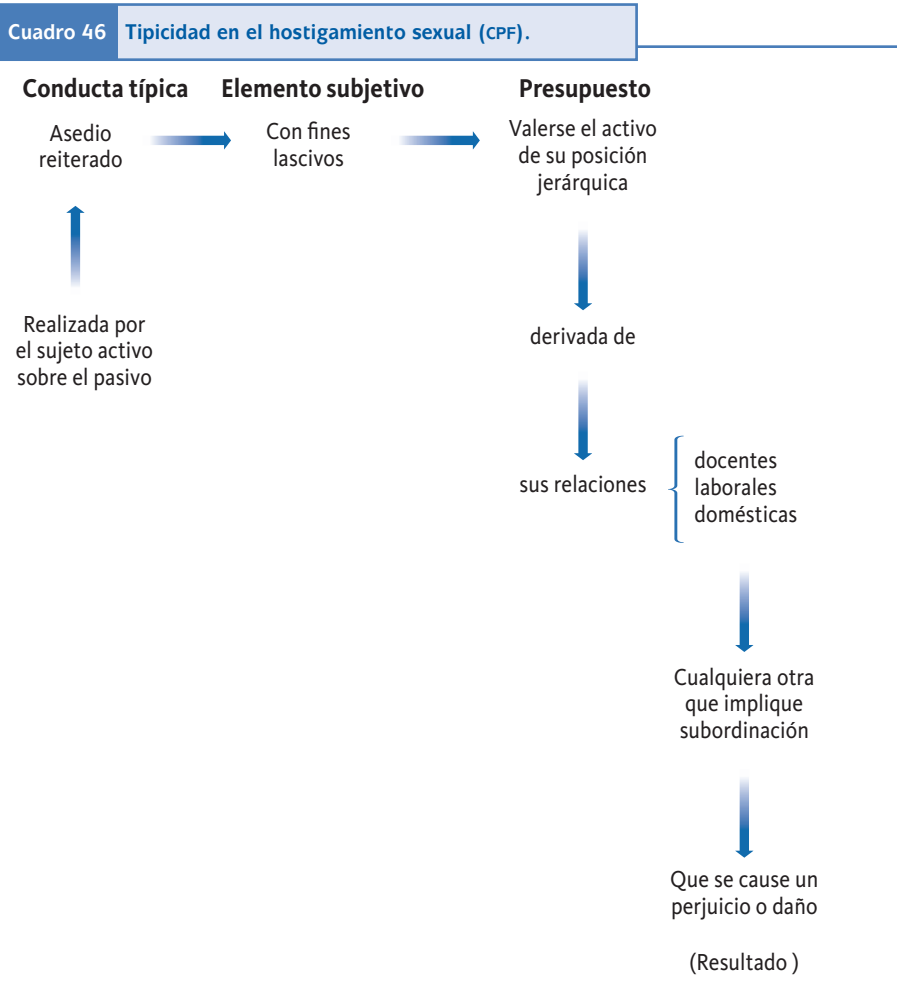 Cuadro 46 Tipicidad en el hostigamiento sexual (CPF).
Conducta típica Elemento subjetivo Presupuesto
Asedio
reiterado
Con fines
lascivos
Valerse el activo
de su posición
jerárquica
Realizada por
el sujeto activo
sobre el pasivo
derivada de
sus relaciones
docentes
laborales
domésticas
Cualquiera otra
que implique
subordinación
Que se cause un
perjuicio o daño
(Resultado )